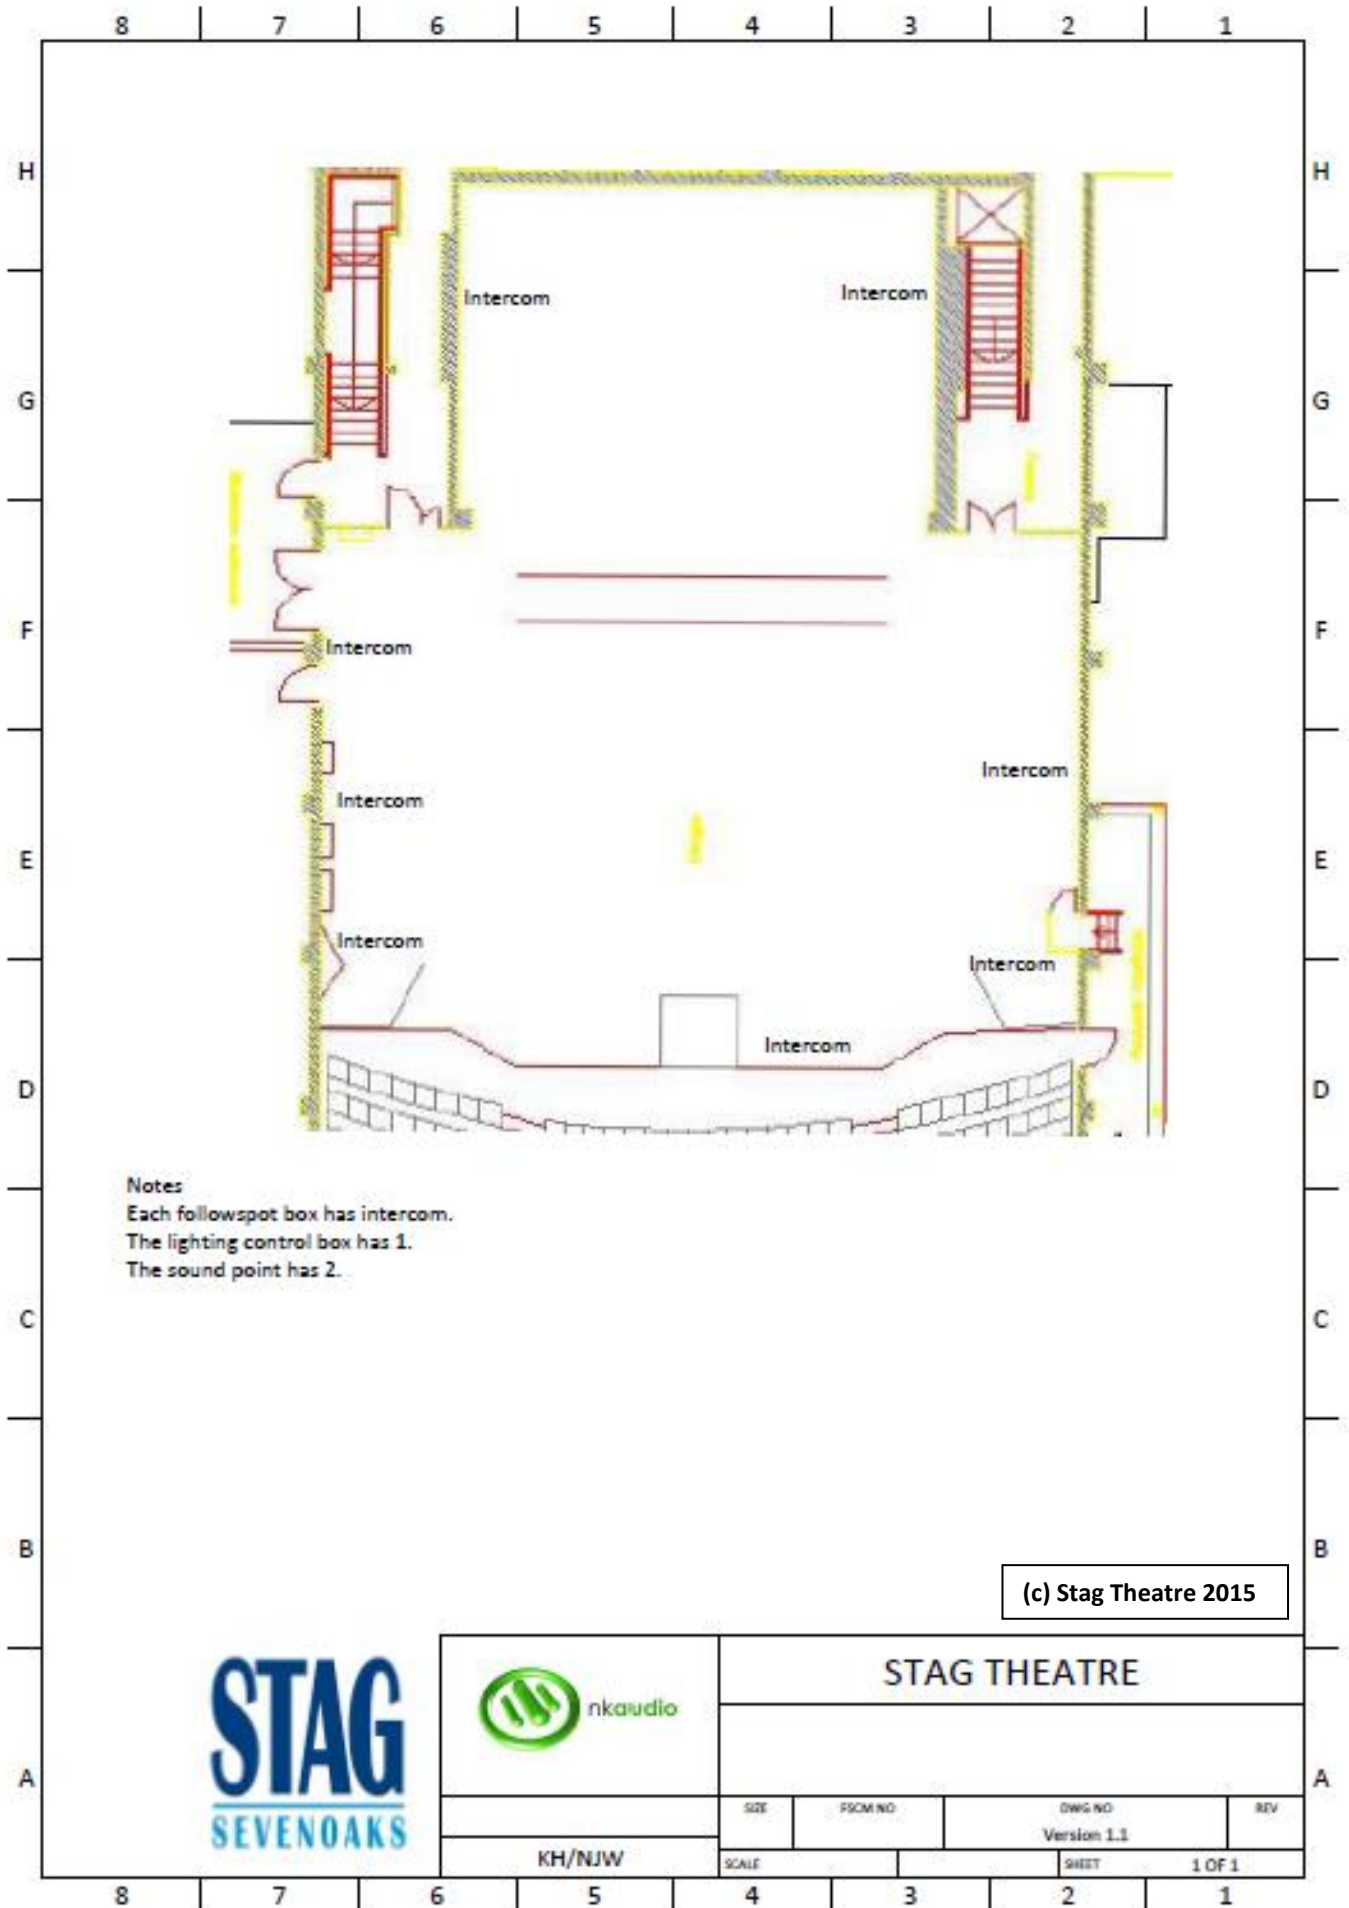 8 7 6 5 4 3 2 1
H H
Intercom Intercom
G G
F F
Intercom
Intercom
Intercom
E E
Intercom
Intercom
Intercom
D D
Notes
Each followspot box has intercom.
The lighting control box has 1.
The sound point has 2.
C C
B B
(c) Stag Theatre 2015
STAG
SEVENOAKS
nkaudio
STAG THEATRE
A A
SIZE FSCM NO DWG NO REV
Version 1.1
KH/NJW
SCALE SHEET 1 OF 1
8 7 6 5 4 3 2 1